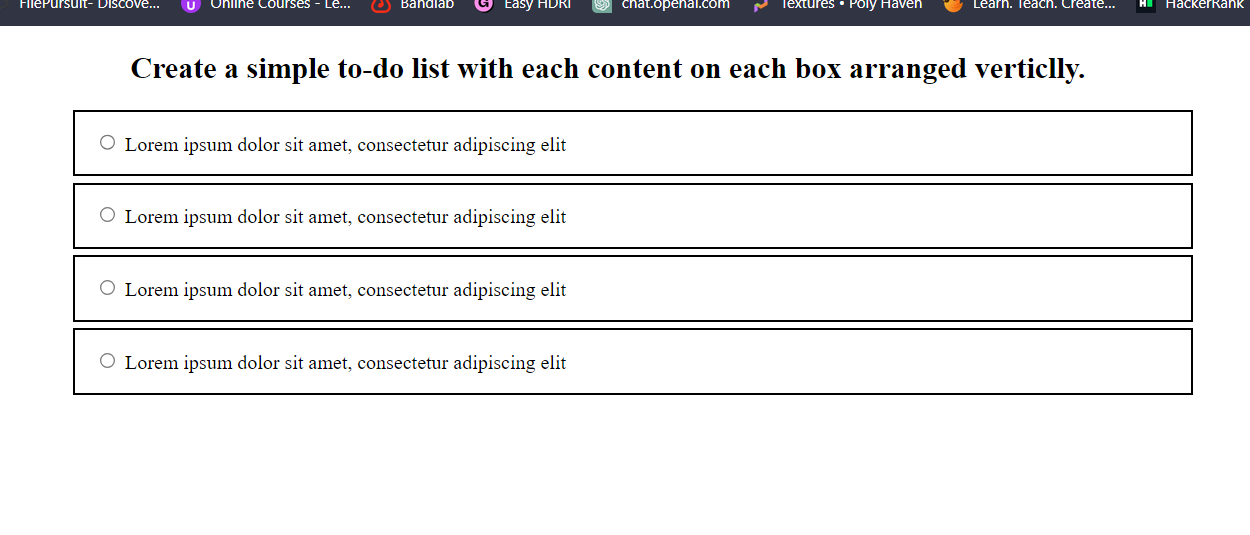 FilePursuit- Discove... Online Courses - Le... Bandlab Easy HDRI chat.openai.com Textures • Poly Haven Learn. Teach. Create... HackerRank
Create a simple to-do list with each content on each box arranged verticlly.
Lorem ipsum dolor sit amet, consectetur adipiscing elit
Lorem ipsum dolor sit amet, consectetur adipiscing elit
Lorem ipsum dolor sit amet, consectetur adipiscing elit
Lorem ipsum dolor sit amet, consectetur adipiscing elit